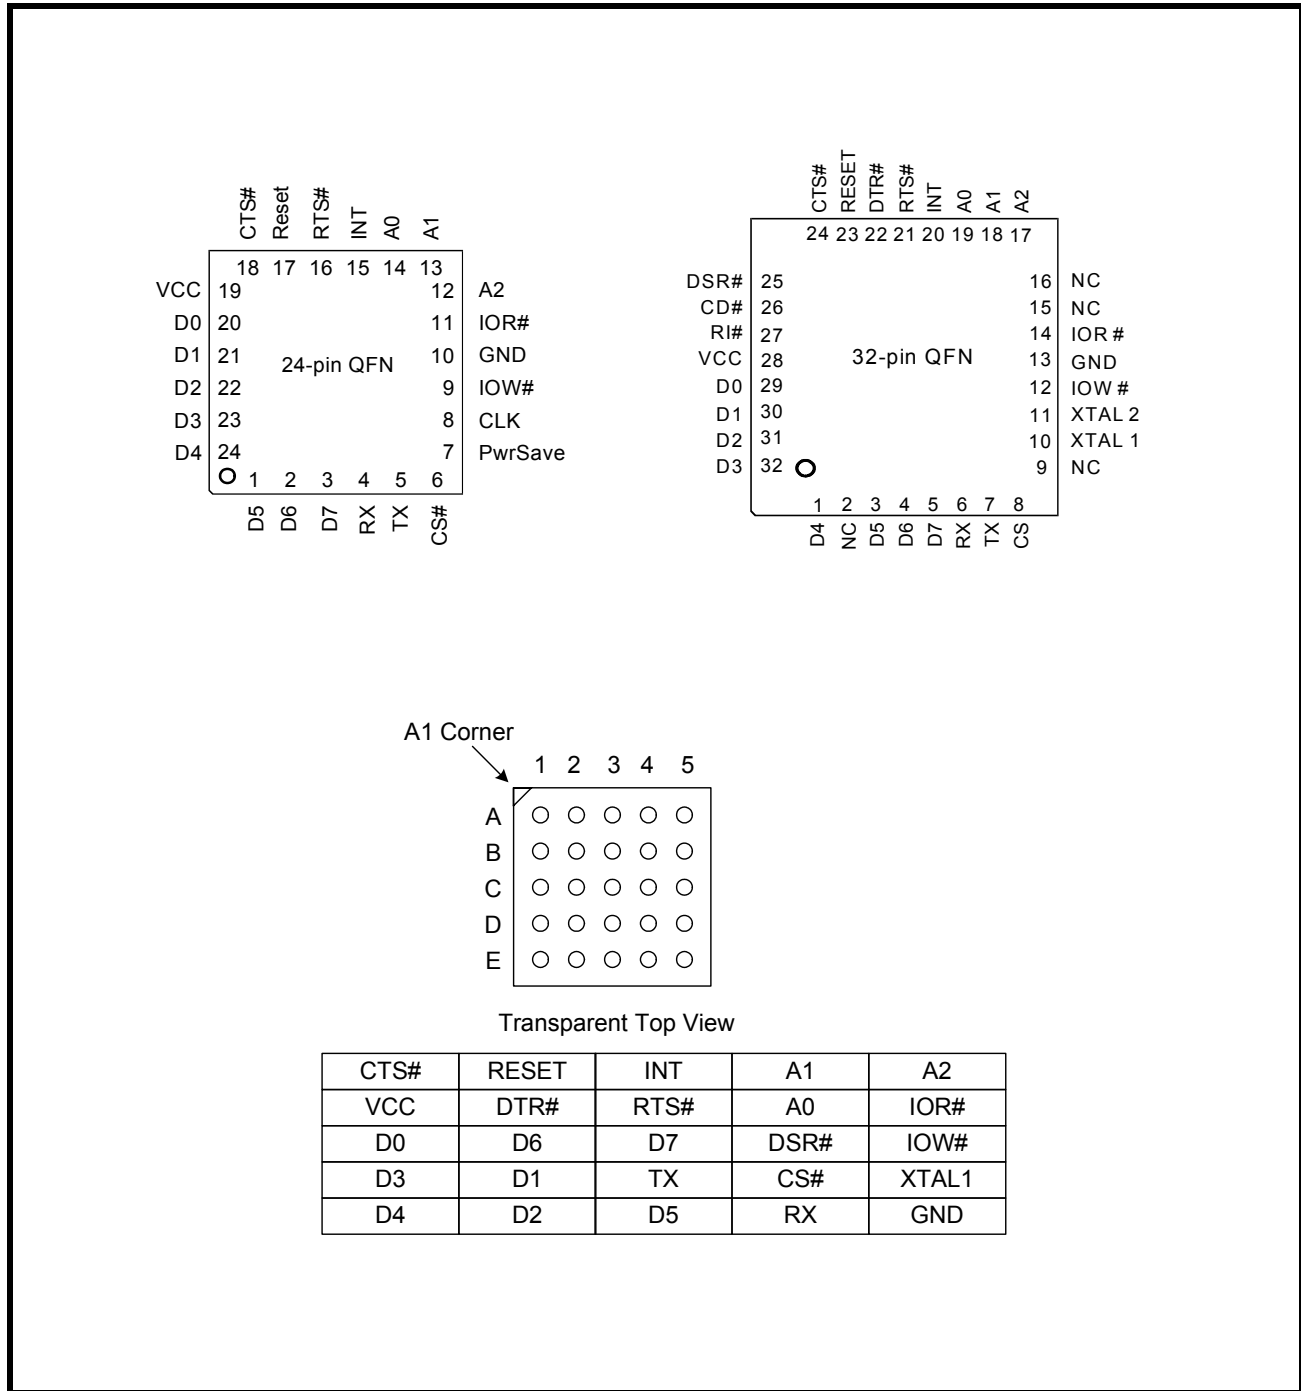 CTS# Reset RTS# INT A0 A1
18 17 16 15 14 13
VCC 19 12 A2
D0 20 11 IOR#
D1 21 10 GND
24-pin QFN
D2 22 9 IOW#
D3 23 8 CLK
D4 24 7 PwrSave
1 2 3 4 5 6
D5 D6 D7 RX TX CS#
CTS# RESET DTR# RTS# INT A0 A1 A2
24 23 22 21 20 19 18 17
DSR# 25 16 NC
CD# 26 15 NC
RI# 27 14 IOR#
VCC 28 32-pin QFN 13 GND
D0 29 12 IOW#
D1 30 11 XTAL2
D2 31 10 XTAL1
D3 32 9 NC
1 2 3 4 5 6 7 8
D4 NC D5 D6 D7 RX TX CS
A1 Corner
1 2 3 4 5
A
B
C
D
E
Transparent Top View
CTS# RESET INT A1 A2
VCC DTR# RTS# A0 IOR#
D0 D6 D7 DSR# IOW#
D3 D1 TX CS# XTAL1
D4 D2 D5 RX GND